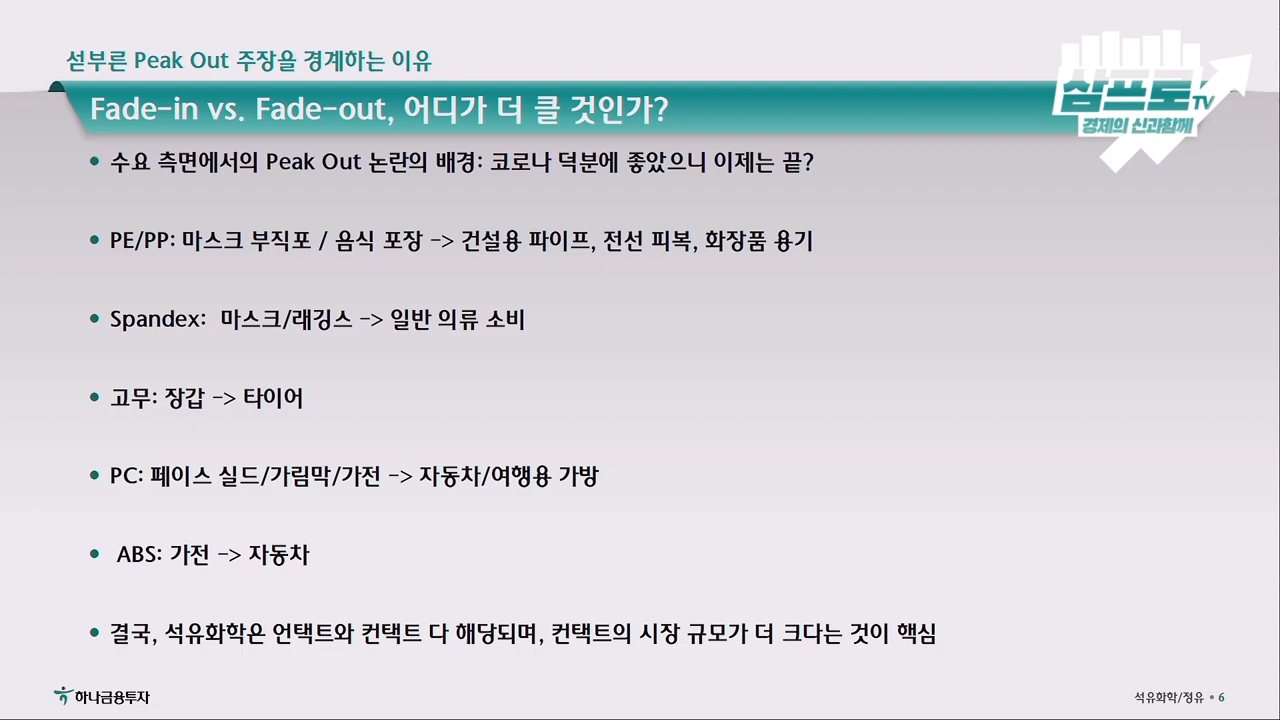 섣부른 Peak Out 주장을 경계하는 이유
삼프로TV
경제의 신과함께
Fade-in vs. Fade-out, 어디가 더 클 것인가?
• 수요 측면에서의 Peak Out 논란의 배경: 코로나 덕분에 좋았으니 이제는 끝?
• PE/PP: 마스크 부직포 / 음식 포장 -> 건설용 파이프, 전선 피복, 화장품 용기
• Spandex: 마스크/래깅스 -> 일반 의류 소비
• 고무: 장갑 -> 타이어
• PC: 페이스 실드/가림막/가전 -> 자동차/여행용 가방
• ABS: 가전 -> 자동차
• 결국, 석유화학은 언택트와 컨택트 다 해당되며, 컨택트의 시장 규모가 더 크다는 것이 핵심
하나금융투자
석유화학/정유 • 6